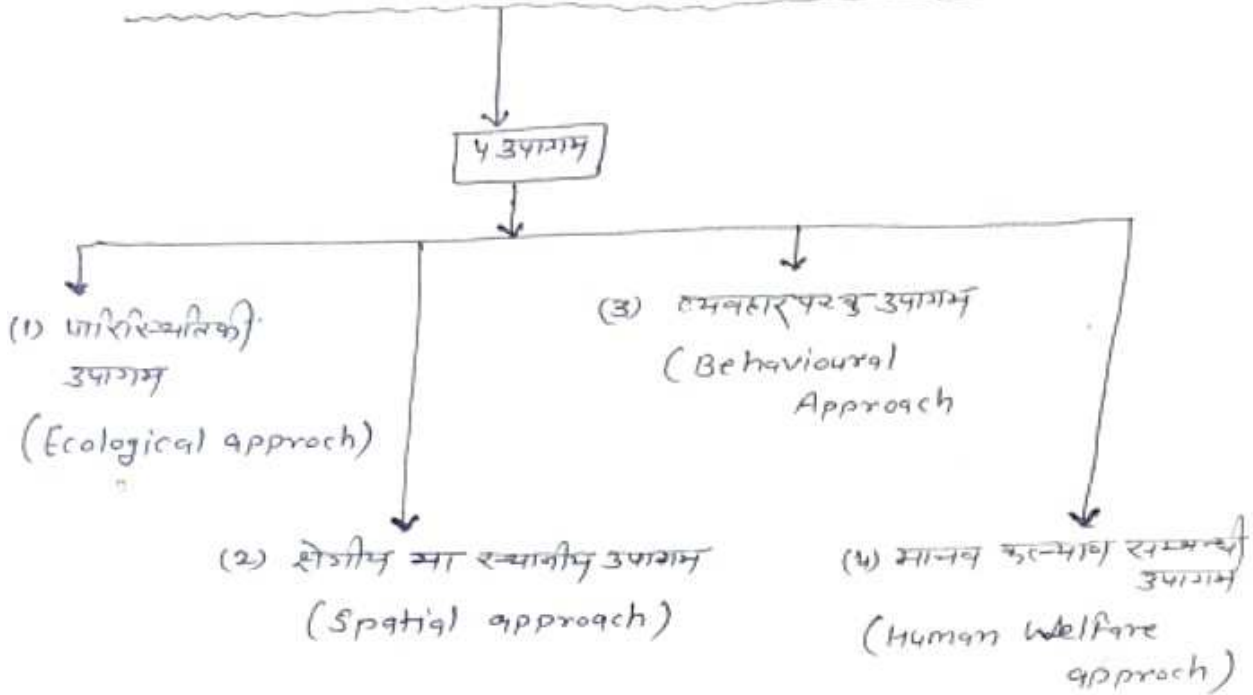 4 उपागम
(1) पारिस्थितिकी
उपागम
(Ecological approch)
(2) क्षेत्रीय या स्थानीय उपागम
(Spatial approach)
(3) व्यवहारपरक उपागम
(Behavioural
Approach
(4) मानव कल्याण सम्बन्धी
उपागम
(Human Welfare
approch)